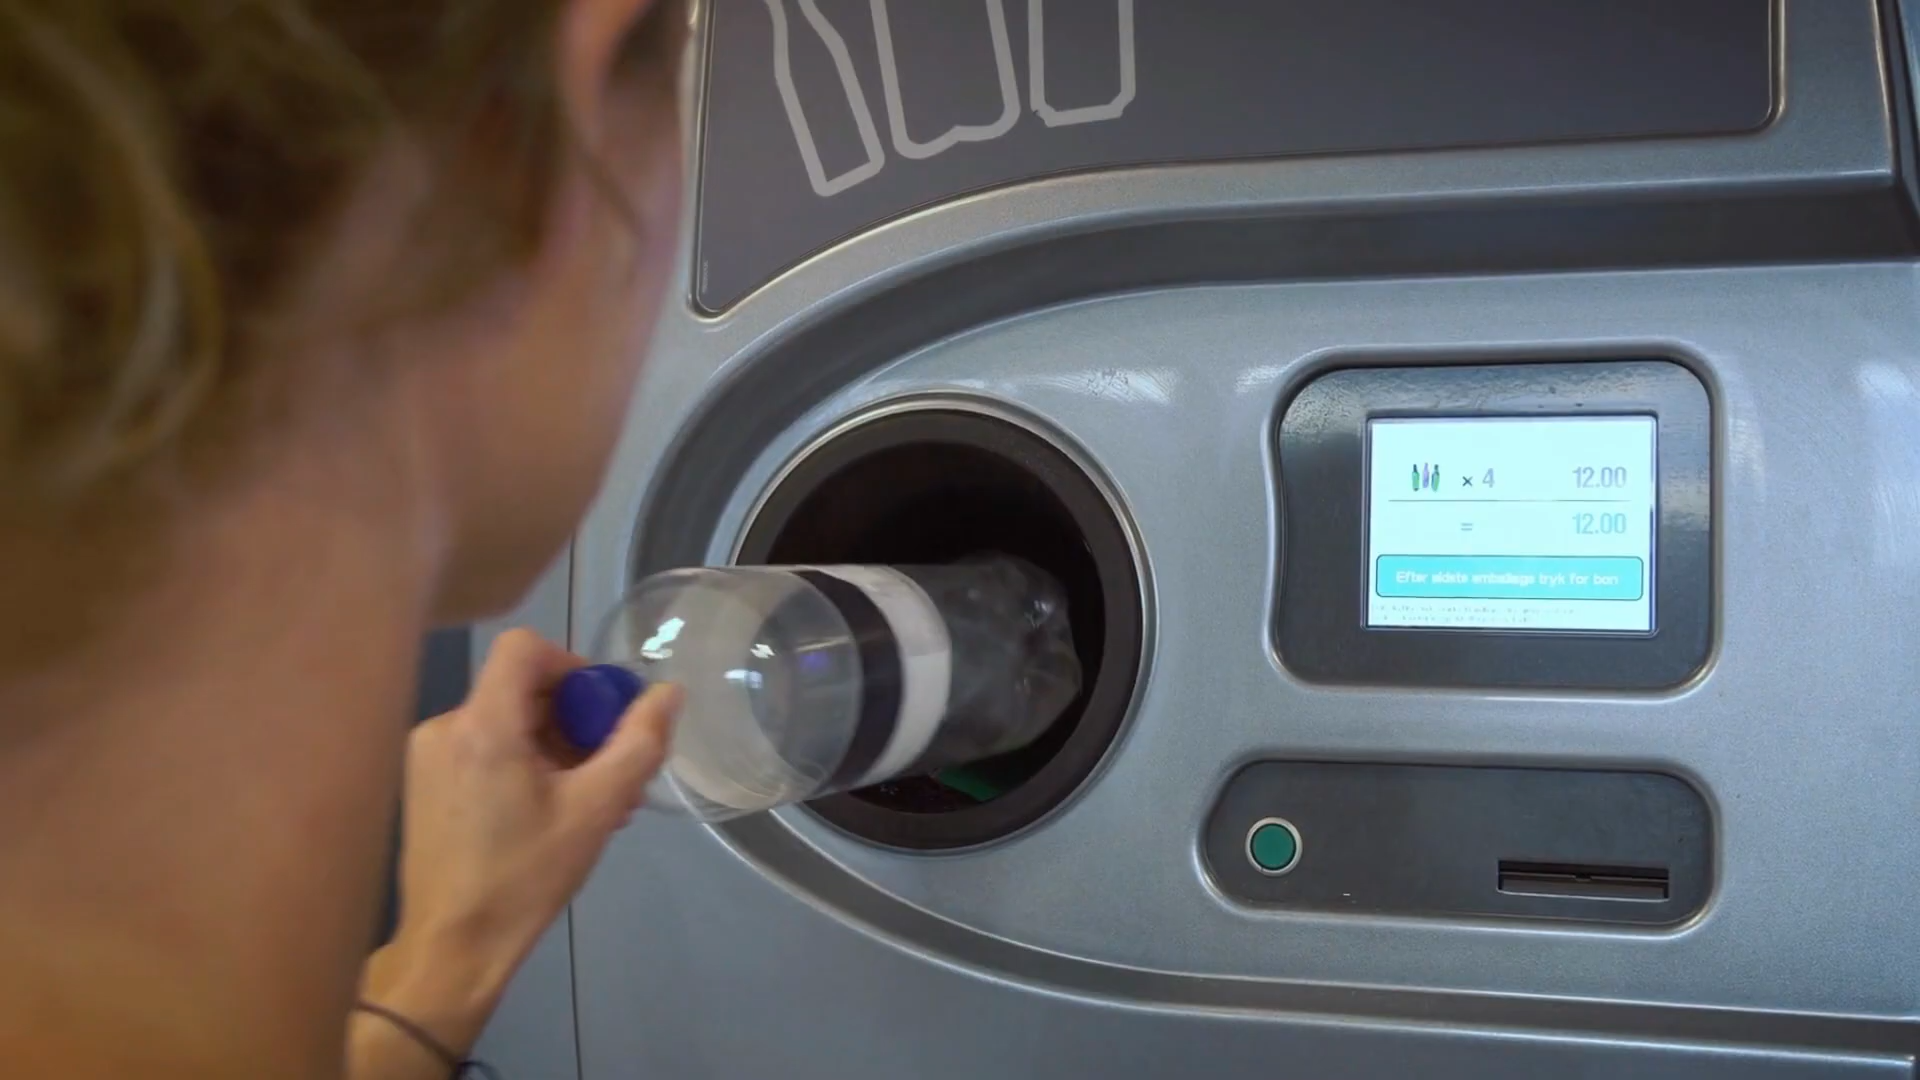 × 4 12.00
= 12.00
Efter sidste emballage tryk for bon